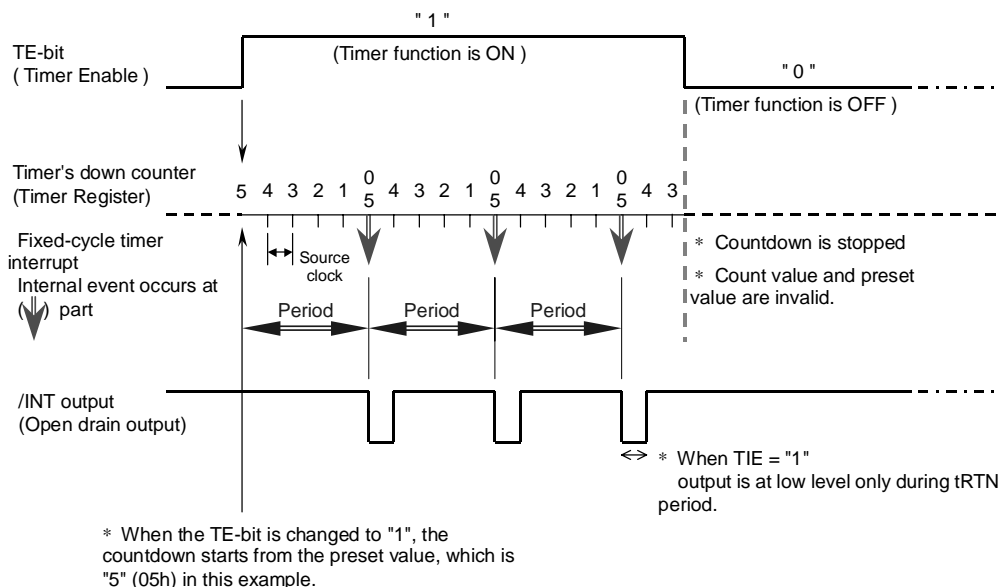 " 1 "
TE-bit
( Timer Enable )
(Timer function is ON )
" 0 "
(Timer function is OFF )
Timer's down counter
(Timer Register)
5 4 3 2 1 0 5 4 3 2 1 0 5 4 3 2 1 0 5 4 3
Fixed-cycle timer
interrupt
Internal event occurs at
( ) part
Source
clock
* Countdown is stopped
* Count value and preset
value are invalid.
Period Period Period
/INT output
(Open drain output)
* When TIE = "1"
output is at low level only during tRTN
period.
* When the TE-bit is changed to "1", the
countdown starts from the preset value, which is
"5" (05h) in this example.